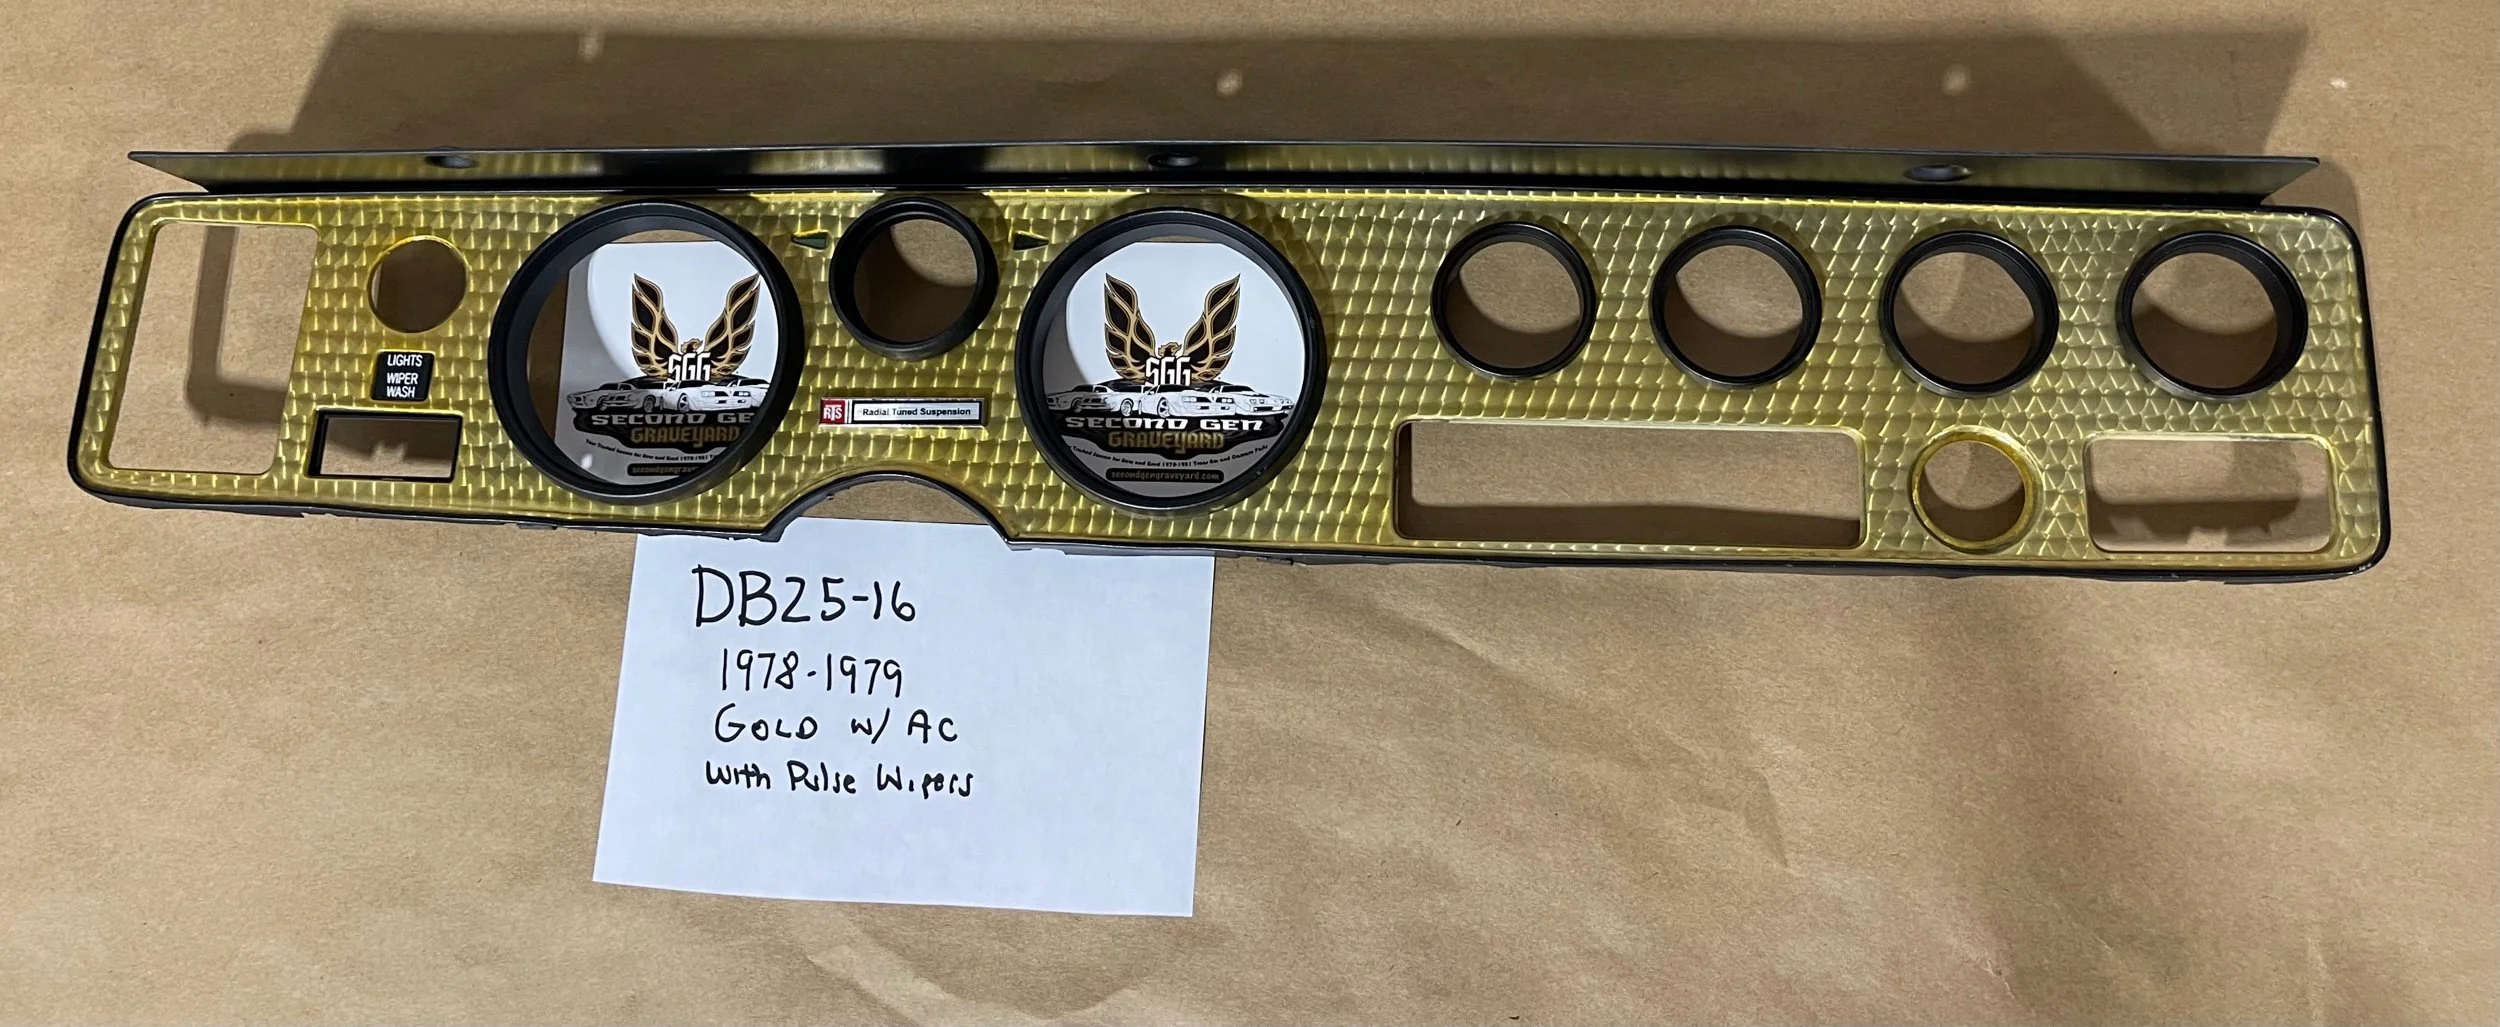 LIGHTS
WIPER
WASH
SGG
SECOND GE
GRAVEYARD
RTS Radial Tuned Suspension
SGG
SECOND GEN
GRAVEYARD
secondgengraveyard.com
DB25-16
1978-1979
GOLD W/ AC
with Pulse Wipers